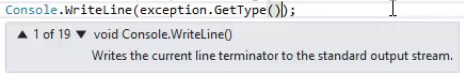 Console.WriteLine(exception.GetType());
▲ 1 of 19 ▼ void Console.WriteLine()
Writes the current line terminator to the standard output stream.